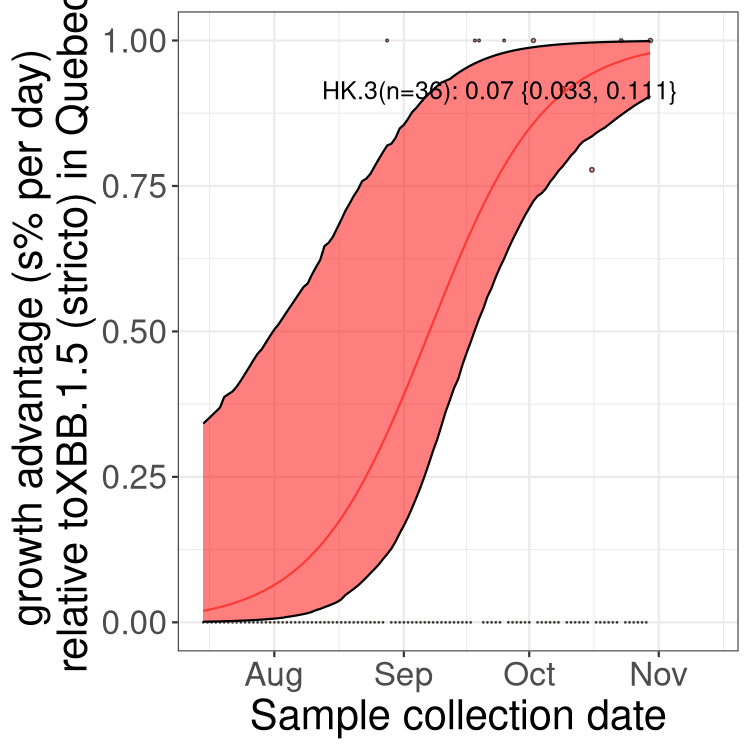 growth advantage (s% per day)
relative toXBB.1.5 (stricto) in Quebec
1.00
0.75
0.50
0.25
0.00
HK.3(n=36): 0.07 {0.033, 0.111}
Aug Sep Oct Nov
Sample collection date